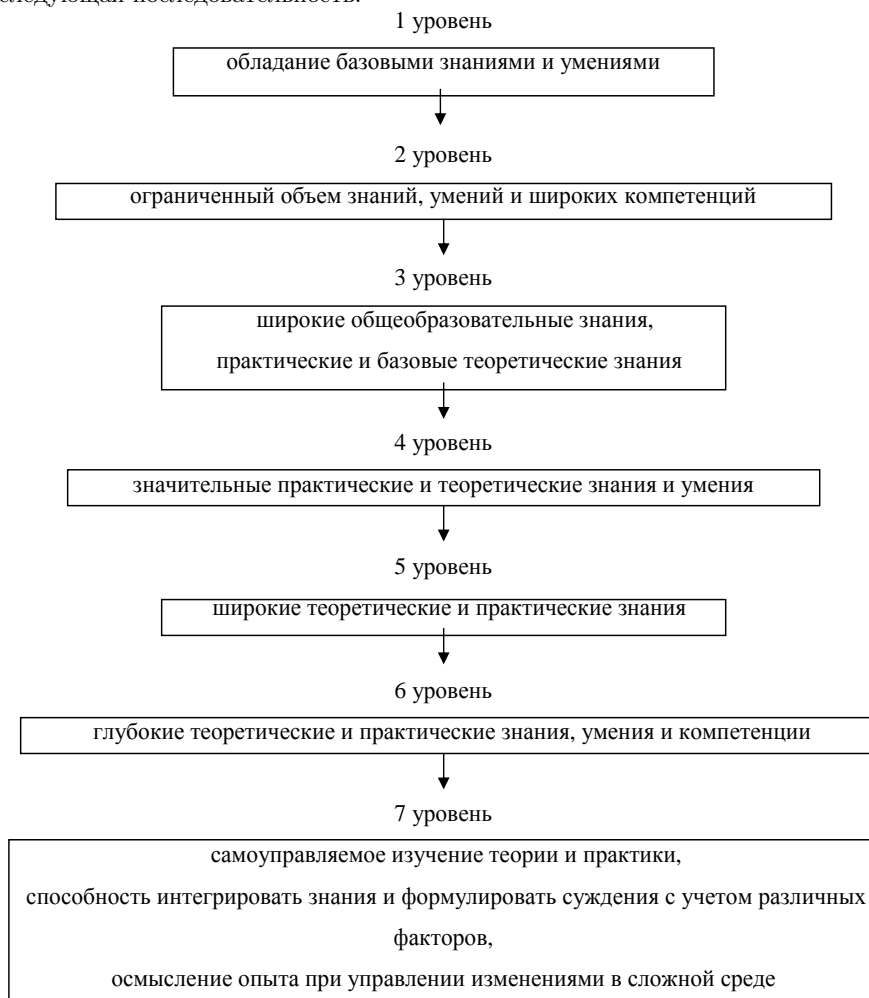 следующая последовательность:
1 уровень
обладание базовыми знаниями и умениями
2 уровень
ограниченный объем знаний, умений и широких компетенций
3 уровень
широкие общеобразовательные знания,
практические и базовые теоретические знания
4 уровень
значительные практические и теоретические знания и умения
5 уровень
широкие теоретические и практические знания
6 уровень
глубокие теоретические и практические знания, умения и компетенции
7 уровень
самоуправляемое изучение теории и практики,
способность интегрировать знания и формулировать суждения с учетом различных
факторов,
осмысление опыта при управлении изменениями в сложной среде